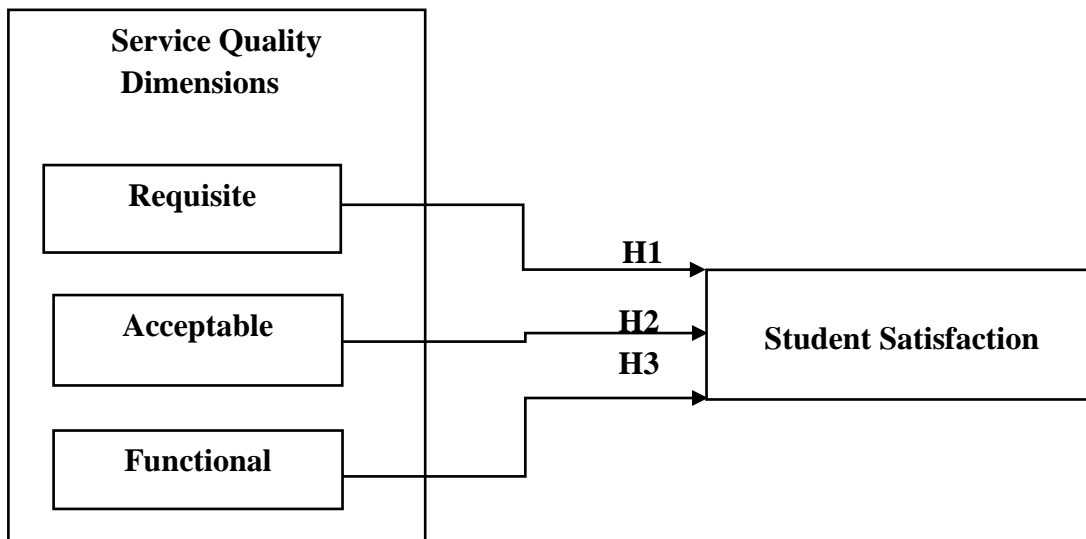 Service Quality
Dimensions
Requisite
H1
Acceptable
H2
Student Satisfaction
H3
Functional